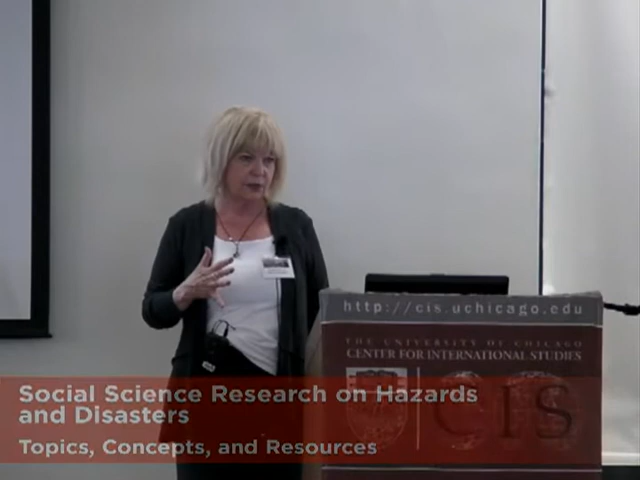 http://cis.uchicago.edu
THE UNIVERSITY OF CHICAGO
CENTER FOR INTERNATIONAL STUDIES
CIS
Social Science Research on Hazards
and Disasters
Topics, Concepts, and Resources